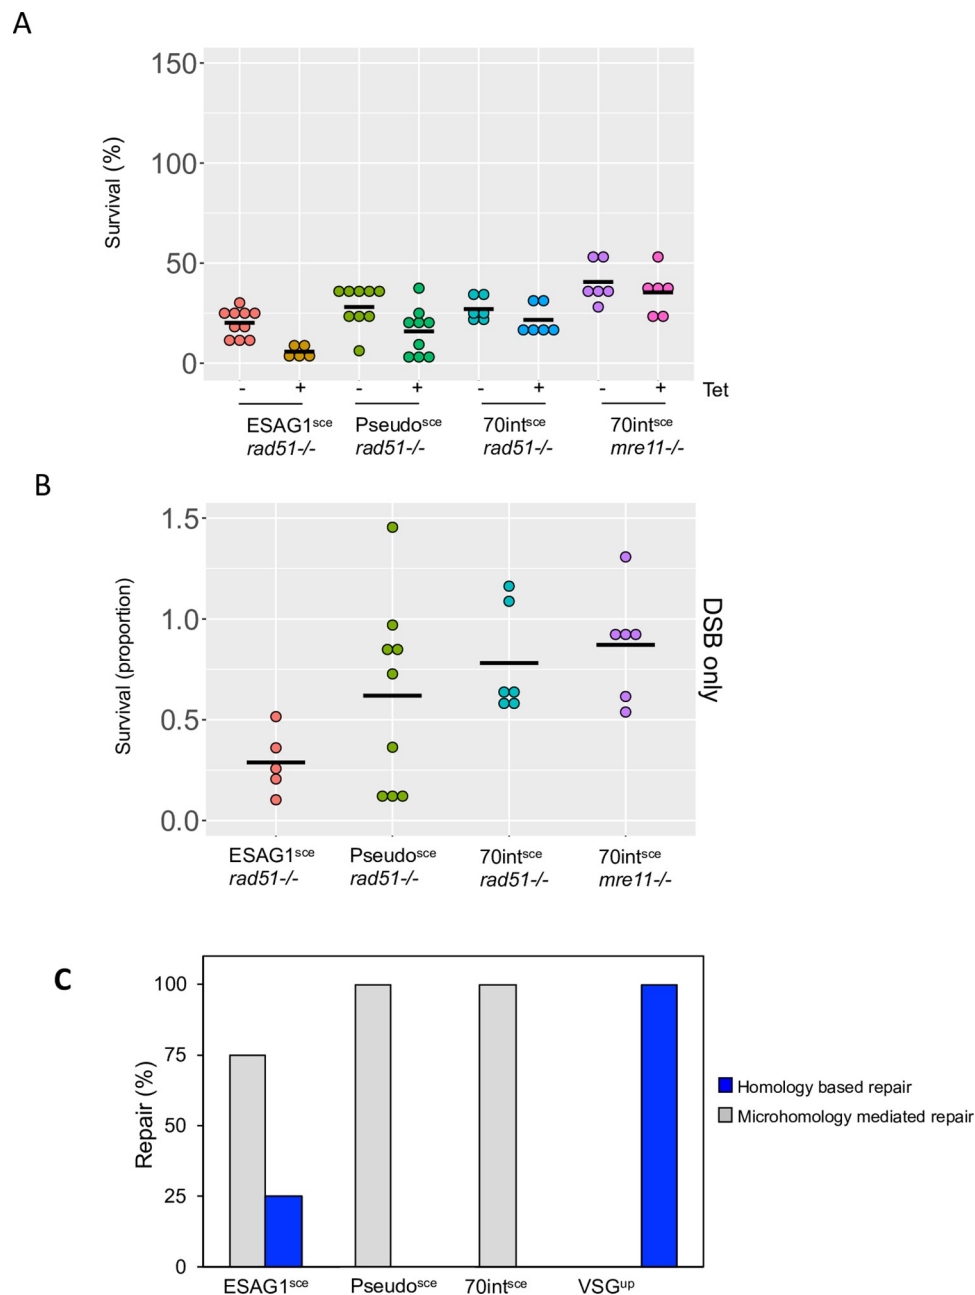 A
150
100
50
0
Survival (%)
- + - + - + - + Tet
ESAG1sce Pseudosce 70intsce 70intsce
rad51-/- rad51-/- rad51-/- mre11-/-
B
1.5
1.0
0.5
0.0
Survival (proportion)
DSB only
ESAG1sce Pseudosce 70intsce 70intsce
rad51-/- rad51-/- rad51-/- mre11-/-
C
100
75
50
25
0
Repair (%)
Homology based repair
Microhomology mediated repair
ESAG1sce Pseudosce 70intsce VSGup